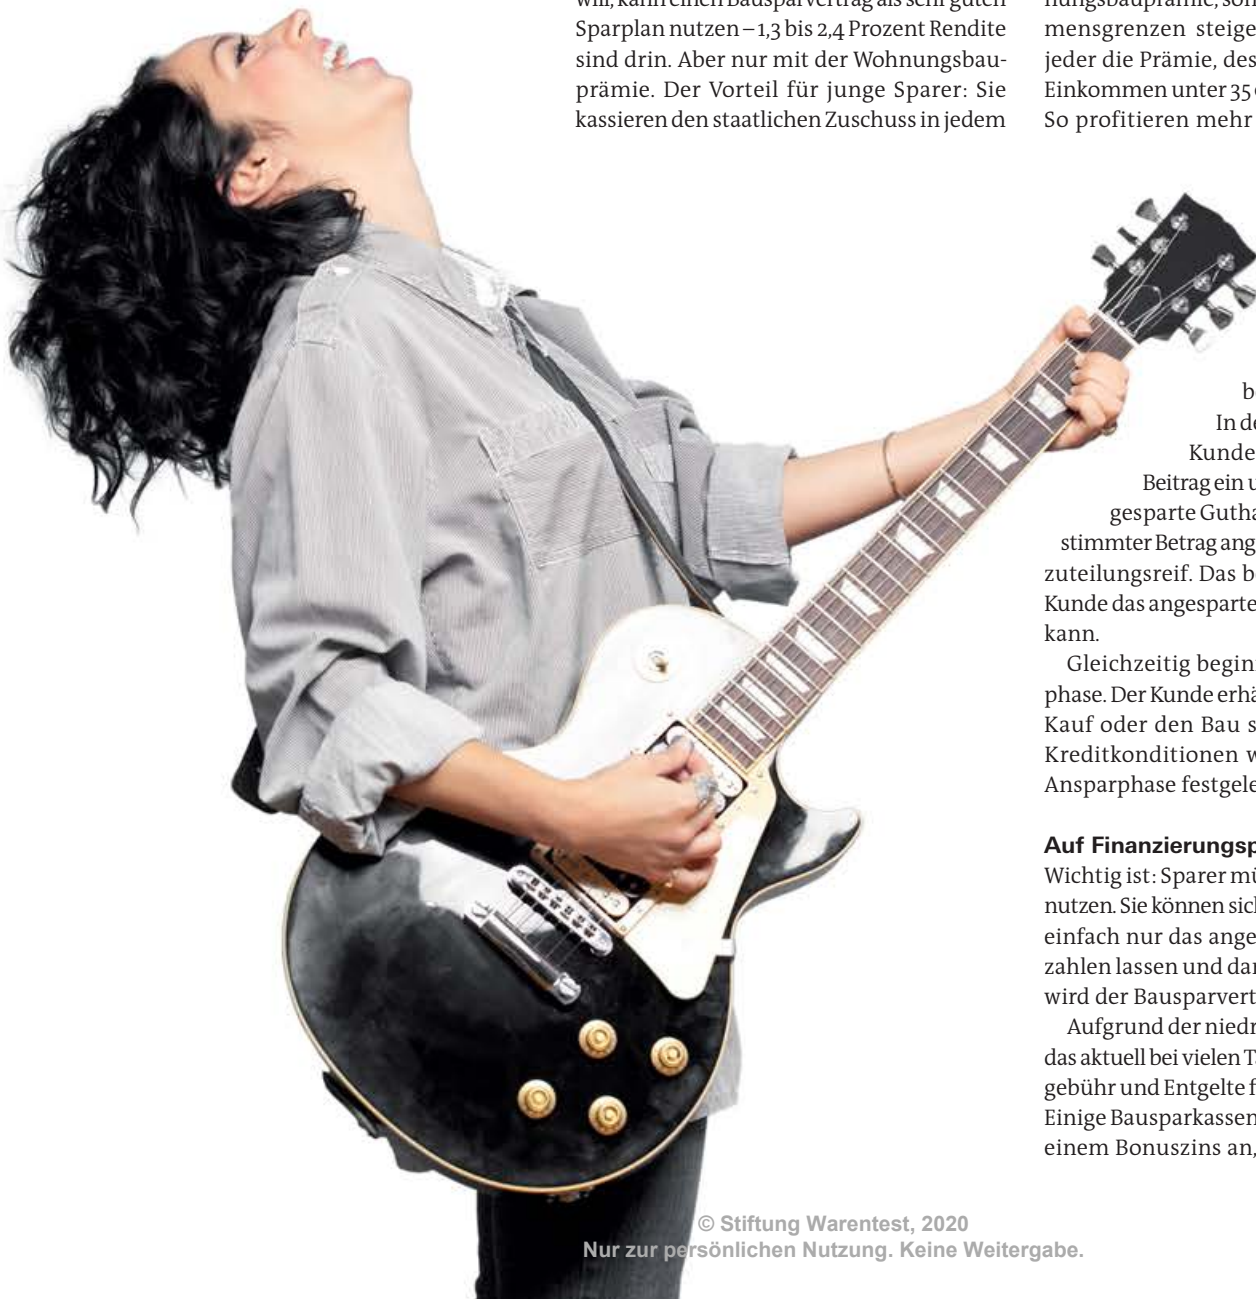 will, kann einen Bausparvertrag als sehr guten
Sparplan nutzen – 1,3 bis 2,4 Prozent Rendite
sind drin. Aber nur mit der Wohnungsbau-
prämie. Der Vorteil für junge Sparer: Sie
kassieren den staatlichen Zuschuss in jedem
mensgrenzen steige
jeder die Prämie, des
Einkommen unter 35
So profitieren mehr
be
In de
Kunde
Beitrag ein u
gesparte Gutha
stimmter Betrag ang
zuteilungsreif. Das b
Kunde das angesparte
kann.
Gleichzeitig begin
phase. Der Kunde erhä
Kauf oder den Bau s
Kreditkonditionen w
Ansparphase festgele
Auf Finanzierungsp
Wichtig ist: Sparer mü
nutzen. Sie können sich
einfach nur das ange
zahlen lassen und dar
wird der Bausparvert
Aufgrund der niedr
das aktuell bei vielen T
gebühr und Entgelte f
Einige Bausparkassen
einem Bonuszins an,
© Stiftung Warentest, 2020
Nur zur persönlichen Nutzung. Keine Weitergabe.